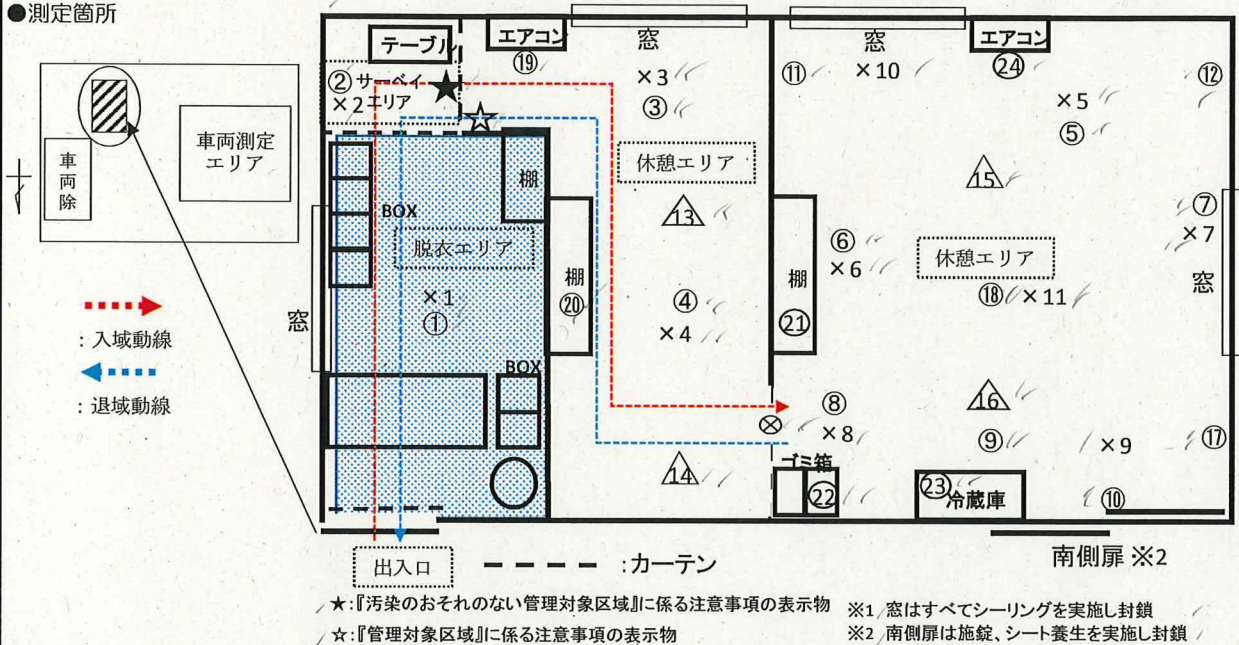 ●測定箇所
車両除
車両測定
エリア
: 入域動線
: 退域動線
テーブル
エアコン
⑲
窓
窓
エアコン
㉔
② サーベイ
×2 エリア
★
☆
×3
③
⑪
×10
⑫
×5
⑤
棚
休憩エリア
13
15
BOX
脱衣エリア
×1
①
窓
棚
⑳
④
×4
棚
㉑
⑥
×6
休憩エリア
⑱ ×11
⑦
×7
窓
BOX
⊗
⑧
×8
16
⑨
×9
⑰
14
ゴミ箱
㉒
㉓
冷蔵庫
⑩
出入口
:カーテン
南側扉 ※2
★:『汚染のおそれのない管理対象区域』に係る注意事項の表示物
☆:『管理対象区域』に係る注意事項の表示物
※1 窓はすべてシーリングを実施し封鎖
※2 南側扉は施錠、シート養生を実施し封鎖